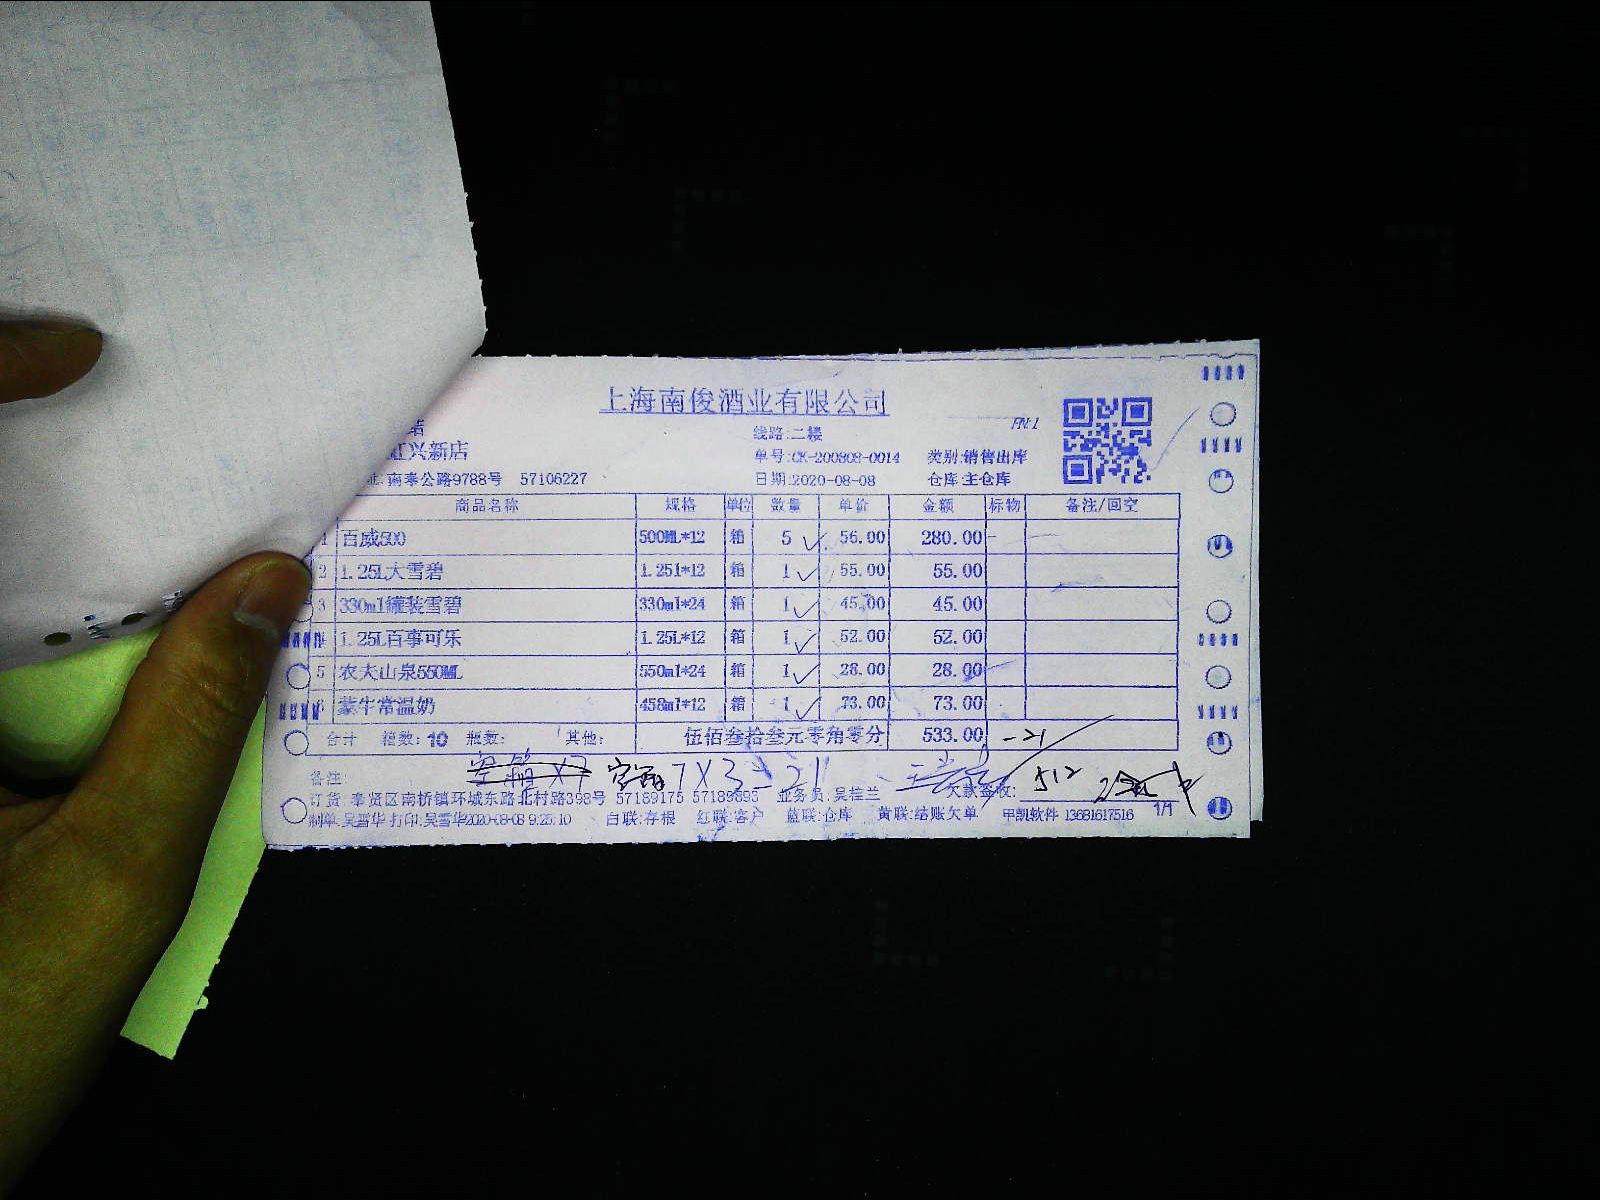 上海南俊酒业有限公司
PN:1
线路:二楼
兴新店
单号:CK-200808-0014 类别:销售出库
南奉公路9788号 57106227
日期:2020-08-08 仓库:主仓库
商品名称 规格 单位 数量 单价 金额 标物 备注/回空
1 百威500 500ML*12 箱 5 56.00 280.00
2 1.25L大雪碧 1.25l*12 箱 1 55.00 55.00
3 330ml罐装雪碧 330ml*24 箱 1 45.00 45.00
1.25L百事可乐 1.25L*12 箱 1 52.00 52.00
5 农夫山泉550ML 550ml*24 箱 1 28.00 28.00
6 蒙牛常温奶 458ml*12 箱 1 73.00 73.00
合计 箱数:10 瓶数: 其他: 伍佰叁拾叁元零角零分 533.00 -21
备注: 空箱 7X3=21 512
订货:奉贤区南桥镇环城东路北村路398号 57189175 57189895 业务员:吴桂兰 欠款签收:
制单:吴雪华 打印:吴雪华2020-08-08 9:25:10 白联:存根 红联:客户 蓝联:仓库 黄联:结账欠单 甲凯软件 13681617516 1/1